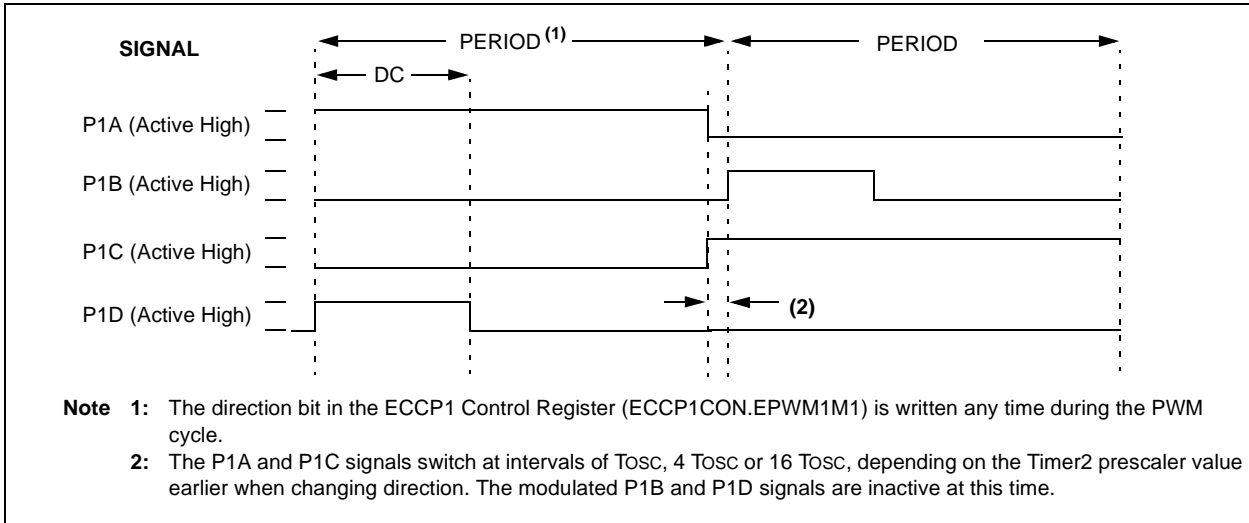 SIGNAL
PERIOD(1)
PERIOD
DC
P1A (Active High)
P1B (Active High)
P1C (Active High)
P1D (Active High)
(2)
Note 1: The direction bit in the ECCP1 Control Register (ECCP1CON.EPWM1M1) is written any time during the PWM
cycle.
2: The P1A and P1C signals switch at intervals of TOSC, 4 TOSC or 16 TOSC, depending on the Timer2 prescaler value
earlier when changing direction. The modulated P1B and P1D signals are inactive at this time.